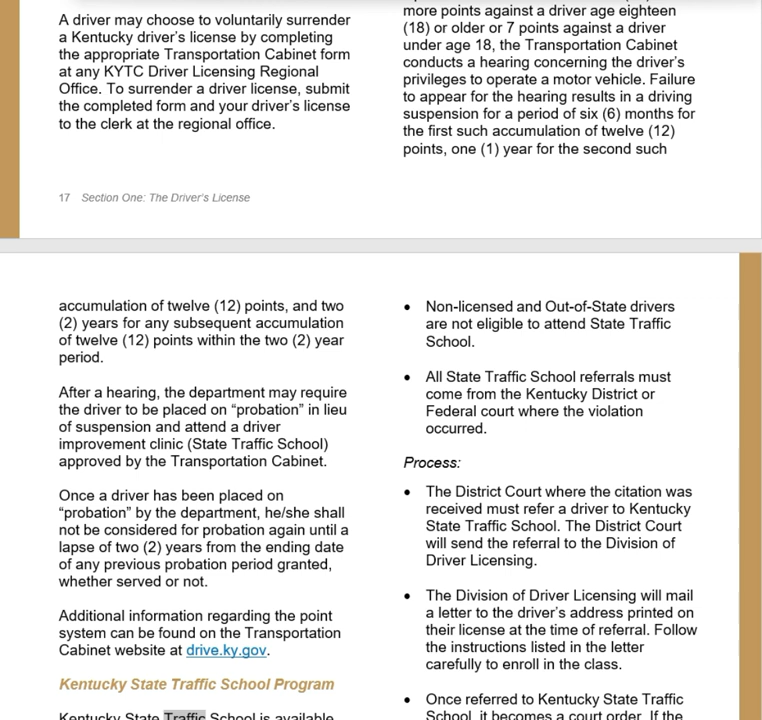 A driver may choose to voluntarily surrender
a Kentucky driver's license by completing
the appropriate Transportation Cabinet form
at any KYTC Driver Licensing Regional
Office. To surrender a driver license, submit
the completed form and your driver's license
to the clerk at the regional office.
more points against a driver age eighteen
(18) or older or 7 points against a driver
under age 18, the Transportation Cabinet
conducts a hearing concerning the driver's
privileges to operate a motor vehicle. Failure
to appear for the hearing results in a driving
suspension for a period of six (6) months for
the first such accumulation of twelve (12)
points, one (1) year for the second such
17 Section One: The Driver's License
accumulation of twelve (12) points, and two
(2) years for any subsequent accumulation
of twelve (12) points within the two (2) year
period.
After a hearing, the department may require
the driver to be placed on “probation” in lieu
of suspension and attend a driver
improvement clinic (State Traffic School)
approved by the Transportation Cabinet.
Once a driver has been placed on
“probation” by the department, he/she shall
not be considered for probation again until a
lapse of two (2) years from the ending date
of any previous probation period granted,
whether served or not.
Additional information regarding the point
system can be found on the Transportation
Cabinet website at drive.ky.gov.
Kentucky State Traffic School Program
Kentucky State Traffic School is available
• Non-licensed and Out-of-State drivers
are not eligible to attend State Traffic
School.
• All State Traffic School referrals must
come from the Kentucky District or
Federal court where the violation
occurred.
Process:
• The District Court where the citation was
received must refer a driver to Kentucky
State Traffic School. The District Court
will send the referral to the Division of
Driver Licensing.
• The Division of Driver Licensing will mail
a letter to the driver's address printed on
their license at the time of referral. Follow
the instructions listed in the letter
carefully to enroll in the class.
• Once referred to Kentucky State Traffic
School, it becomes a court order. If the